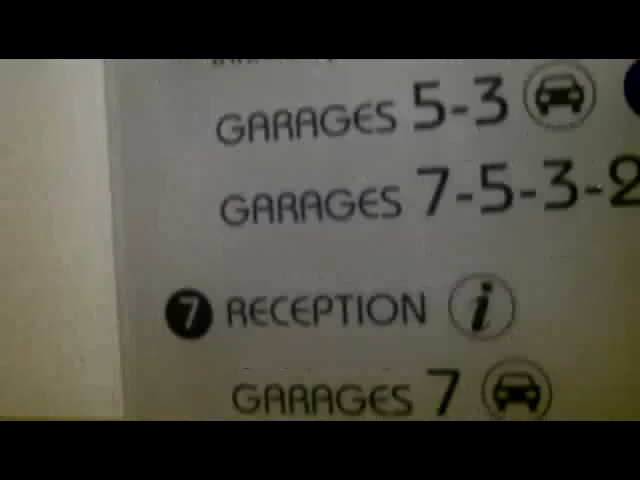 GARAGES 5-3
GARAGES 7-5-3-2
7 RECEPTION i
GARAGES 7